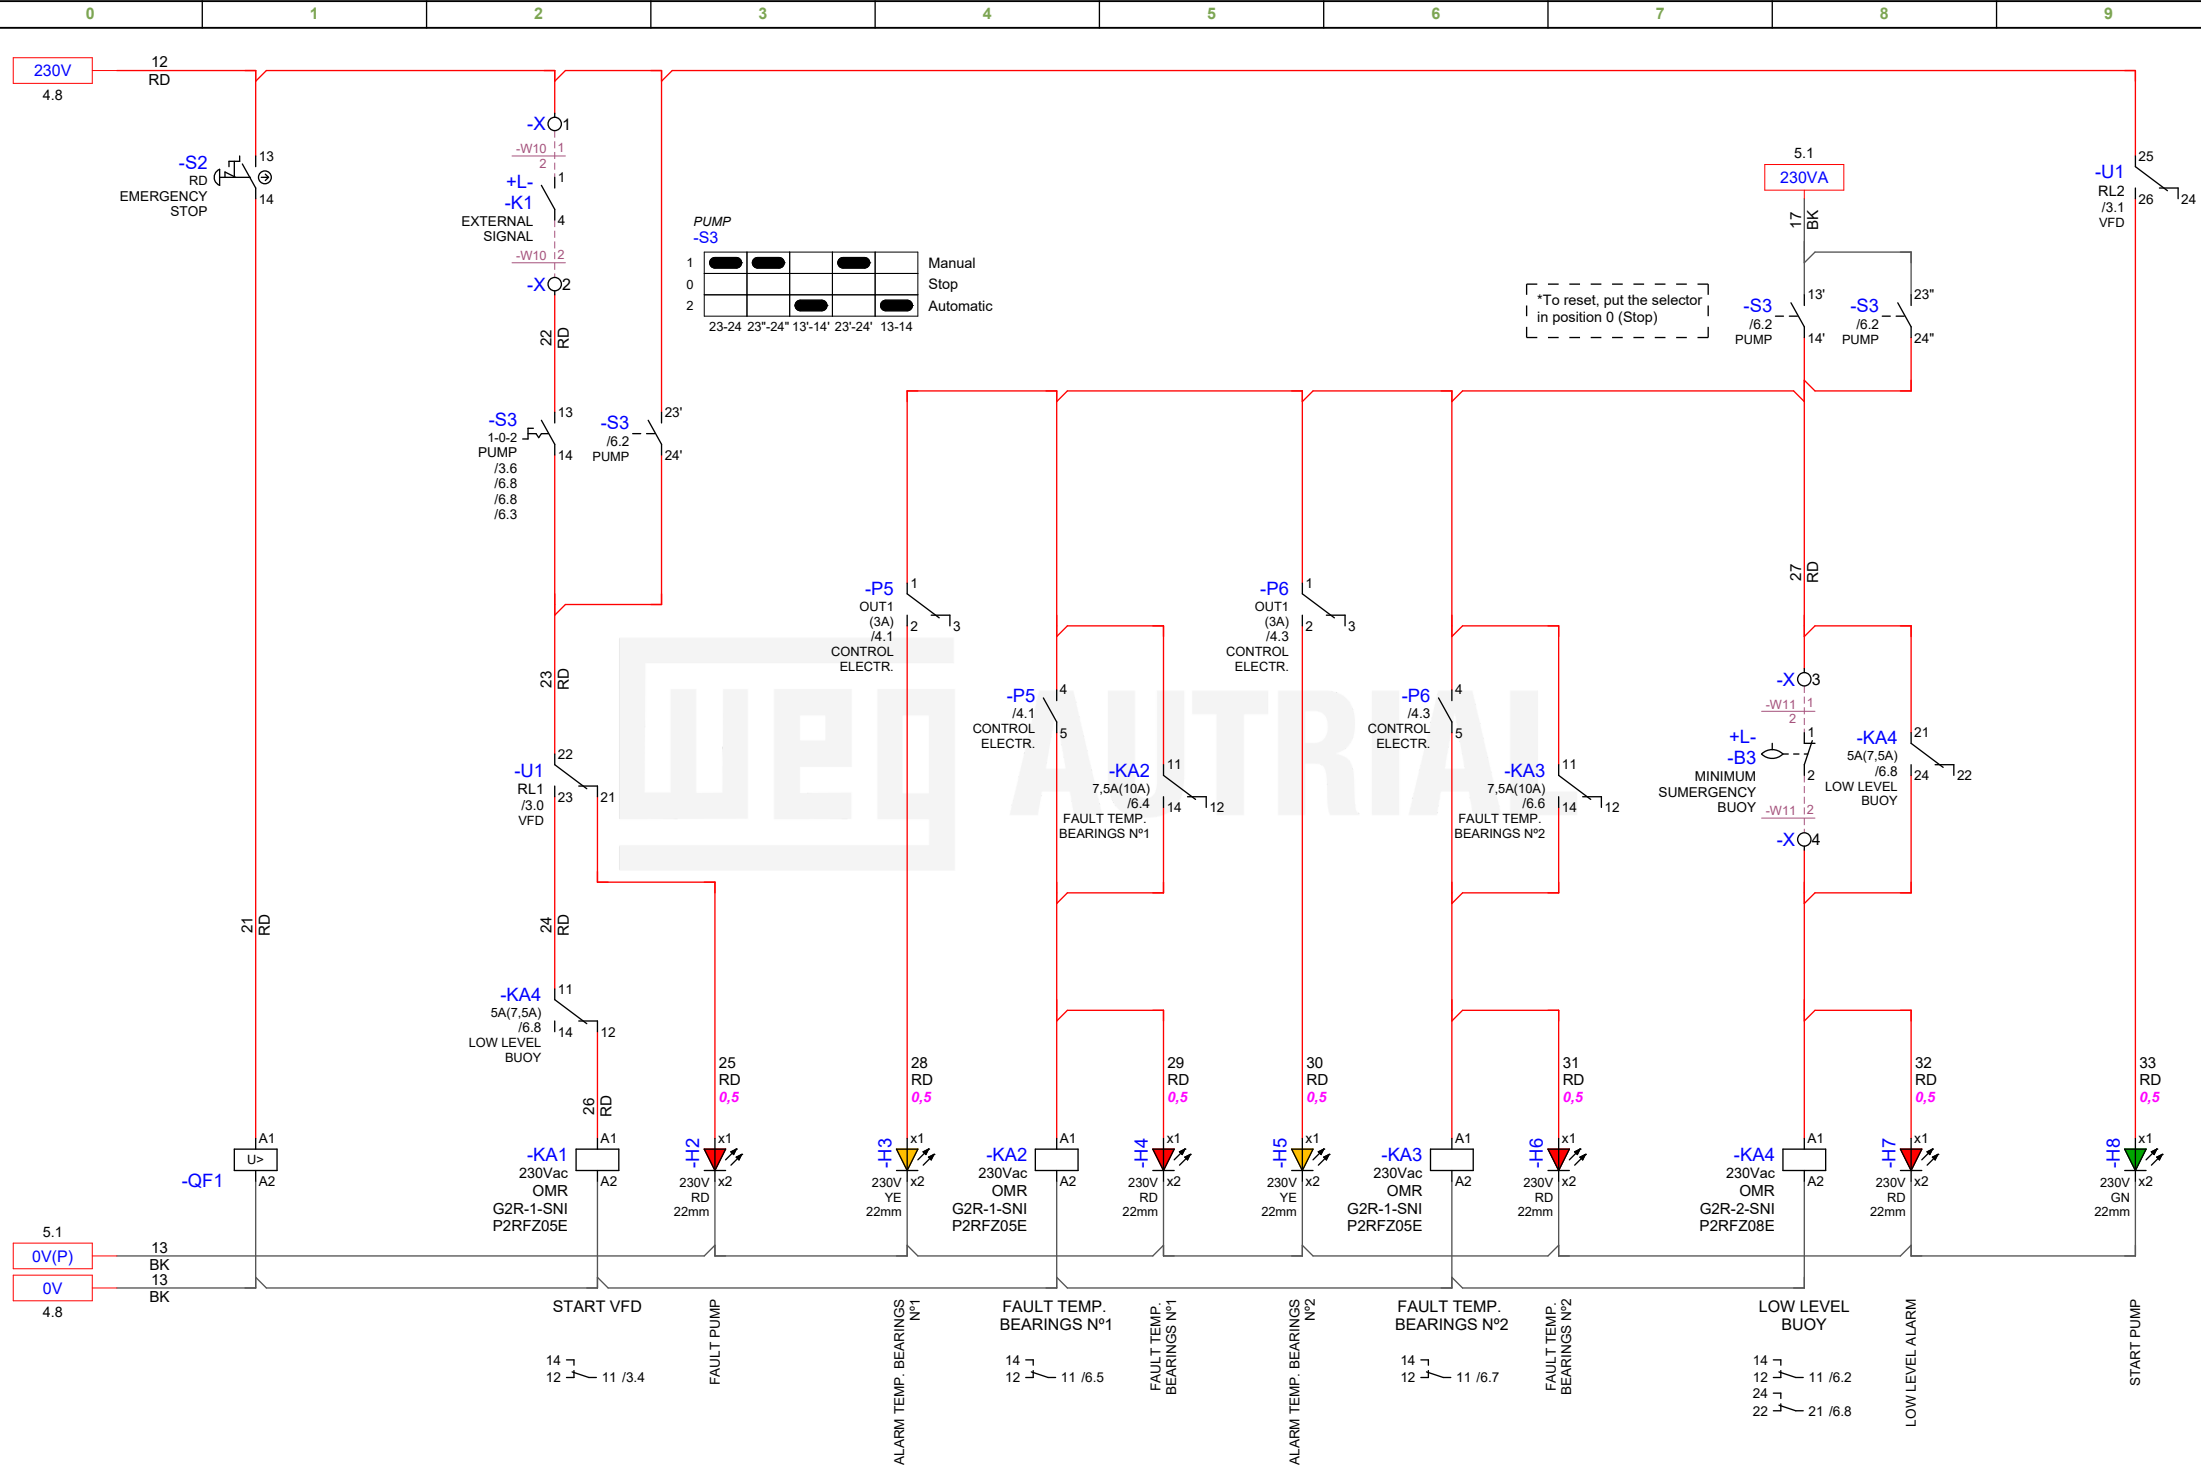 0 1 2 3 4 5 6 7 8 9
230V
4.8
12
RD
-S2
RD
EMERGENCY
STOP
13
14
21
RD
-QF1
U>
A1
A2
5.1
0V(P)
13
BK
0V
13
BK
4.8
-X 1
-W10 1
2
+L-
-K1
EXTERNAL
SIGNAL
1
4
-W10 2
-X 2
22
RD
-S3
1-0-2
PUMP
/3.6
/6.8
/6.8
/6.3
13
14
-S3
/6.2
PUMP
23'
24'
23
RD
-U1
RL1
/3.0
VFD
22
23
21
24
RD
-KA4
5A(7,5A)
/6.8
LOW LEVEL
BUOY
11
14
12
26
RD
-KA1
230Vac
OMR
G2R-1-SNI
P2RFZ05E
A1
A2
START VFD
14
12 11 /3.4
25
RD
0,5
-H2
230V
RD
22mm
x1
x2
FAULT PUMP
PUMP
-S3
1 Manual
0 Stop
2 Automatic
23-24 23"-24" 13'-14' 23'-24' 13-14
WEG AUTRIAL
-P5
OUT1
(3A)
/4.1
CONTROL
ELECTR.
1
2
3
28
RD
0,5
-H3
230V
YE
22mm
x1
x2
ALARM TEMP. BEARINGS
Nº1
-P5
/4.1
CONTROL
ELECTR.
4
5
-KA2
7,5A(10A)
/6.4
FAULT TEMP.
BEARINGS Nº1
11
14
12
-KA2
230Vac
OMR
G2R-1-SNI
P2RFZ05E
A1
A2
FAULT TEMP.
BEARINGS Nº1
14
12 11 /6.5
29
RD
0,5
-H4
230V
RD
22mm
x1
x2
FAULT TEMP.
BEARINGS Nº1
-P6
OUT1
(3A)
/4.3
CONTROL
ELECTR.
1
2
3
30
RD
0,5
-H5
230V
YE
22mm
x1
x2
ALARM TEMP. BEARINGS
Nº2
-P6
/4.3
CONTROL
ELECTR.
4
5
-KA3
7,5A(10A)
/6.6
FAULT TEMP.
BEARINGS Nº2
11
14
12
-KA3
230Vac
OMR
G2R-1-SNI
P2RFZ05E
A1
A2
FAULT TEMP.
BEARINGS Nº2
14
12 11 /6.7
31
RD
0,5
-H6
230V
RD
22mm
x1
x2
FAULT TEMP.
BEARINGS Nº2
*To reset, put the selector
in position 0 (Stop)
5.1
230VA
17
BK
-S3
/6.2
PUMP
13'
14'
-S3
/6.2
PUMP
23"
24"
27
RD
-X 3
-W11 1
2
+L-
-B3
MINIMUM
SUMERGENCY
BUOY
1
2
-W11 2
-X 4
-KA4
5A(7,5A)
/6.8
LOW LEVEL
BUOY
21
24
22
-KA4
230Vac
OMR
G2R-2-SNI
P2RFZ08E
A1
A2
LOW LEVEL
BUOY
14
12 11 /6.2
24
22 21 /6.8
32
RD
0,5
-H7
230V
RD
22mm
x1
x2
LOW LEVEL ALARM
-U1
RL2
/3.1
VFD
25
26
24
33
RD
0,5
-H8
230V
GN
22mm
x1
x2
START PUMP